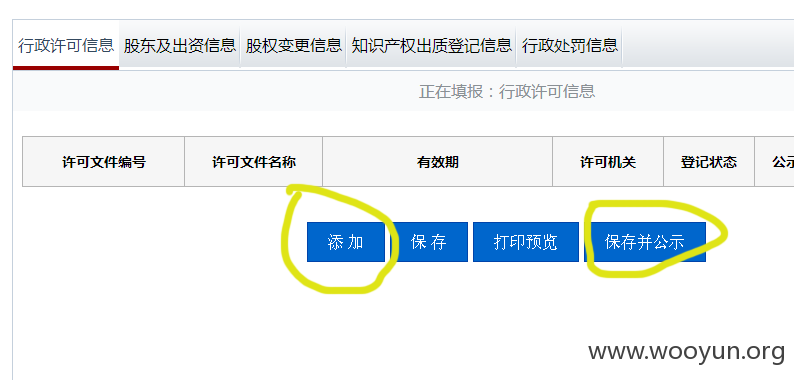 行政许可信息 股东及出资信息 股权变更信息 知识产权出质登记信息 行政处罚信息
正在填报：行政许可信息
许可文件编号 许可文件名称 有效期 许可机关 登记状态 公示
添 加 保 存 打印预览 保存并公示
www.wooyun.org